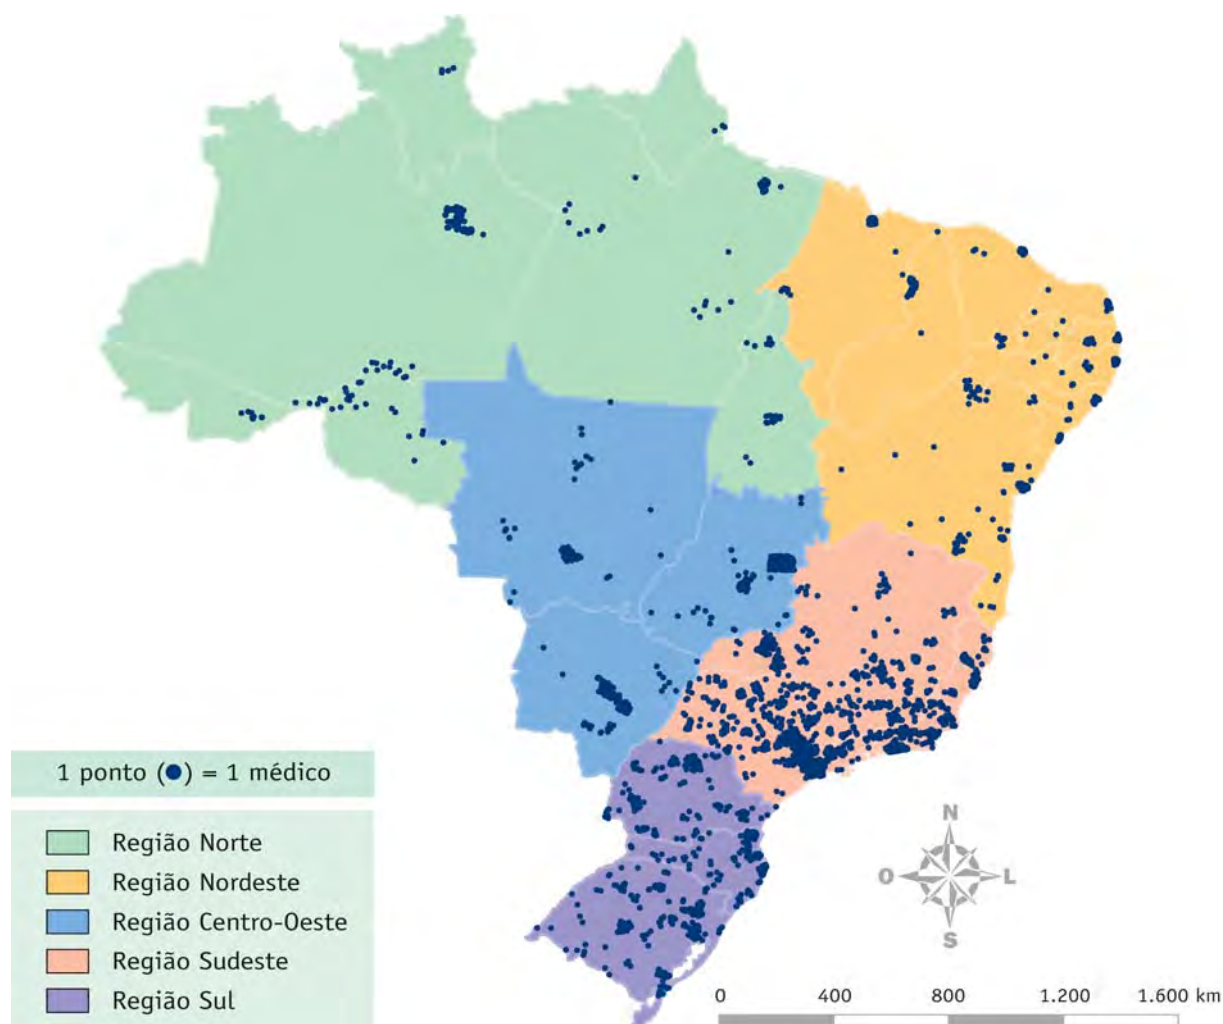 1 ponto (●) = 1 médico
Região Norte
Região Nordeste
Região Centro-Oeste
Região Sudeste
Região Sul
N
O L
S
0 400 800 1.200 1.600 km